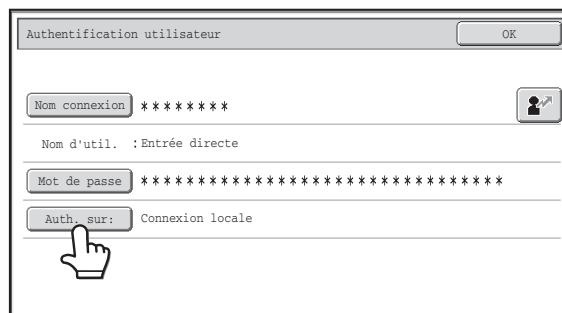 Authentification utilisateur OK
Nom connexion ********
Nom d'util. : Entrée directe
Mot de passe ********************************
Auth. sur: Connexion locale